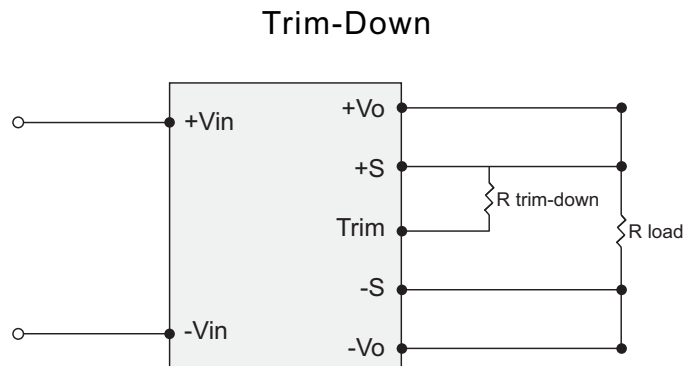 Trim-Down
+Vo
+Vin
+S
R trim-down
Trim
R load
-S
-Vin
-Vo